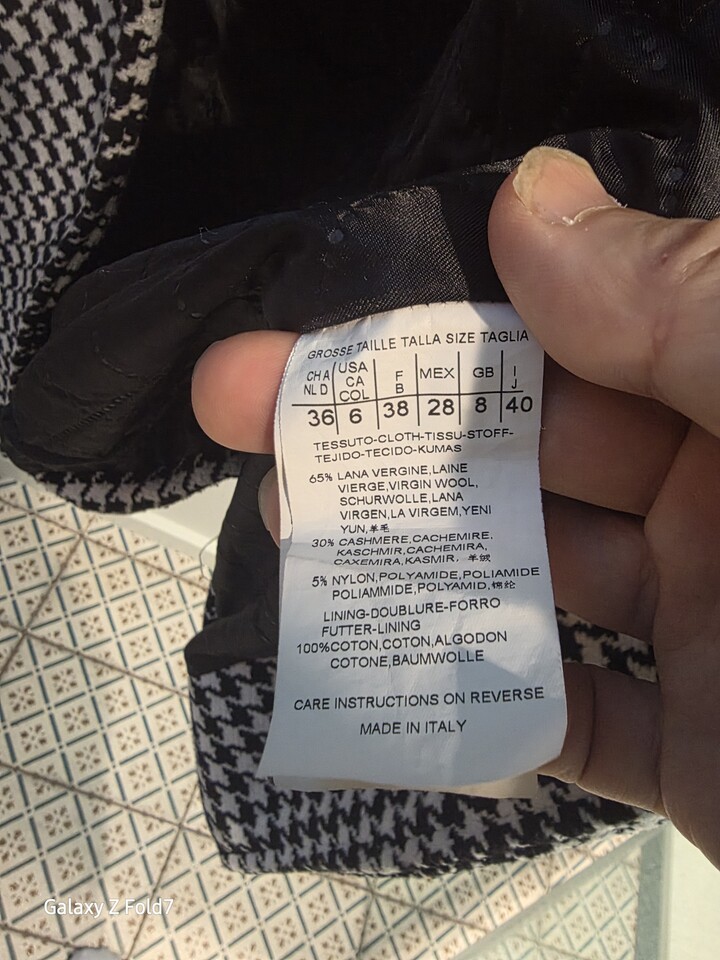 GROSSE TAILLE TALLA SIZE TAGLIA
CH A NL D USA CA COL F B MEX GB I J
36 6 38 28 8 40
TESSUTO-CLOTH-TISSU-STOFF-
TEJIDO-TECIDO-KUMAS
65% LANA VERGINE,LAINE
VIERGE,VIRGIN WOOL,
SCHURWOLLE,LANA
VIRGEN,LA VIRGEM,YENI
YUN,羊毛
30% CASHMERE,CACHEMIRE,
KASCHMIR,CACHEMIRA,
CAXEMIRA,KASMIR, 羊绒
5% NYLON,POLYAMIDE,POLIAMIDE
POLIAMMIDE,POLYAMID,锦纶
LINING-DOUBLURE-FORRO
FUTTER-LINING
100%COTON,COTON,ALGODON
COTONE,BAUMWOLLE
CARE INSTRUCTIONS ON REVERSE
MADE IN ITALY
Galaxy Z Fold7